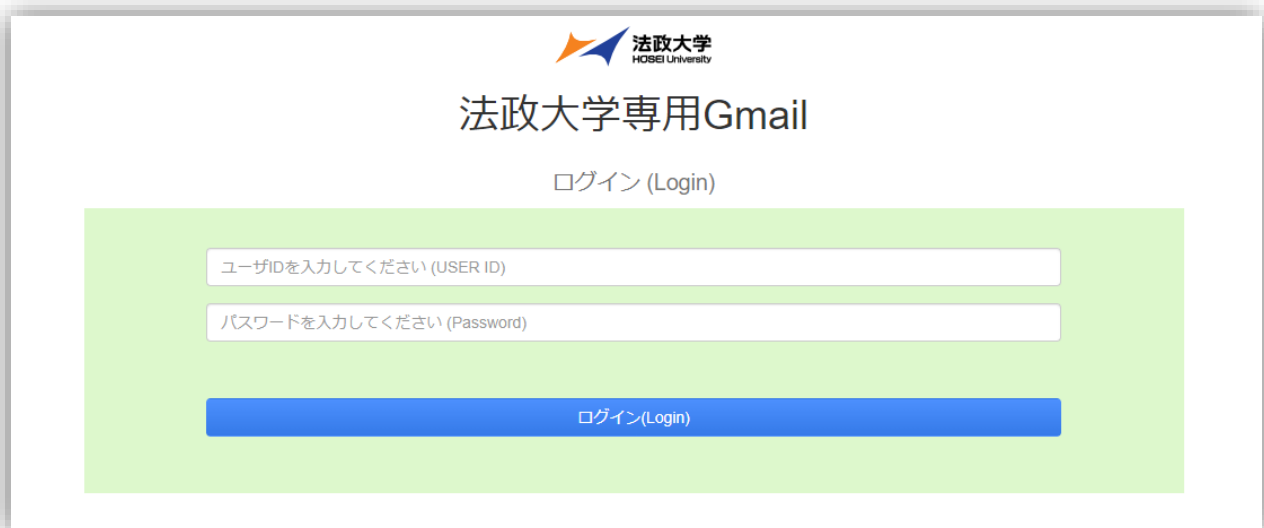 法政大学
HOSEI University
法政大学専用Gmail
ログイン (Login)
ユーザIDを入力してください (USER ID)
パスワードを入力してください (Password)
ログイン(Login)